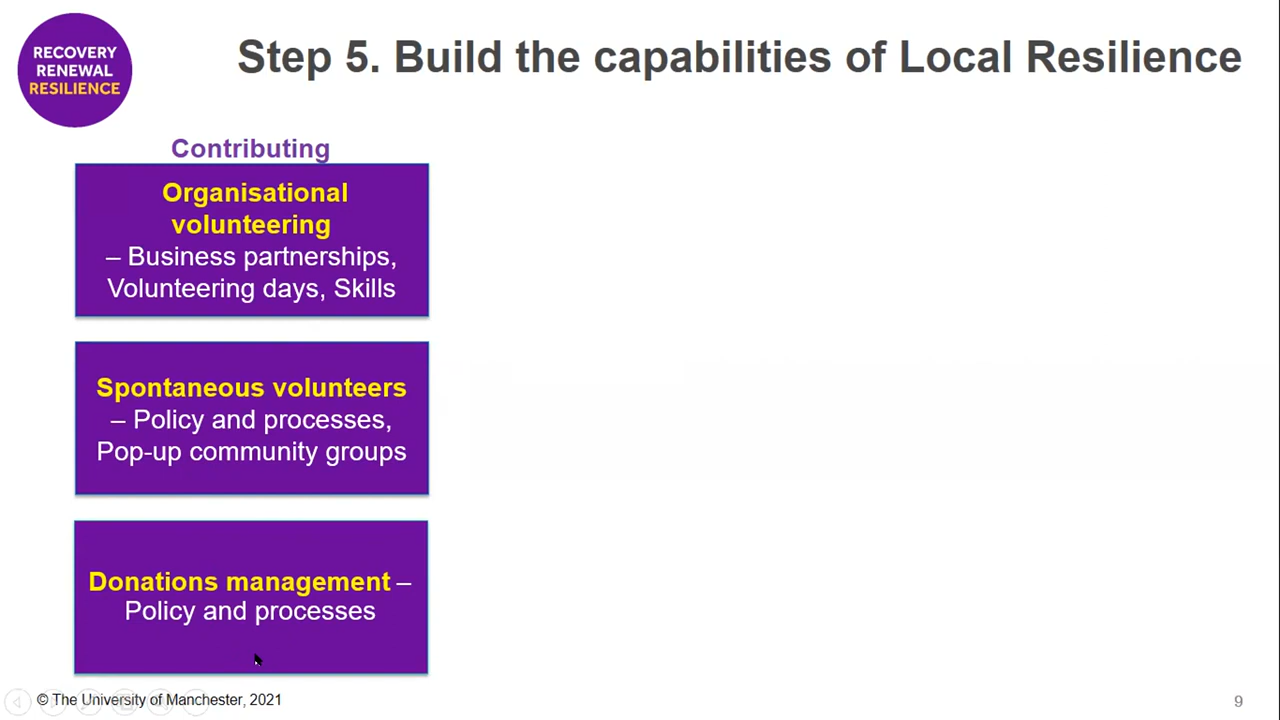 RECOVERY
RENEWAL
RESILIENCE
Step 5. Build the capabilities of Local Resilience
Contributing
Organisational
volunteering
– Business partnerships,
Volunteering days, Skills
Spontaneous volunteers
– Policy and processes,
Pop-up community groups
Donations management –
Policy and processes
© The University of Manchester, 2021
9